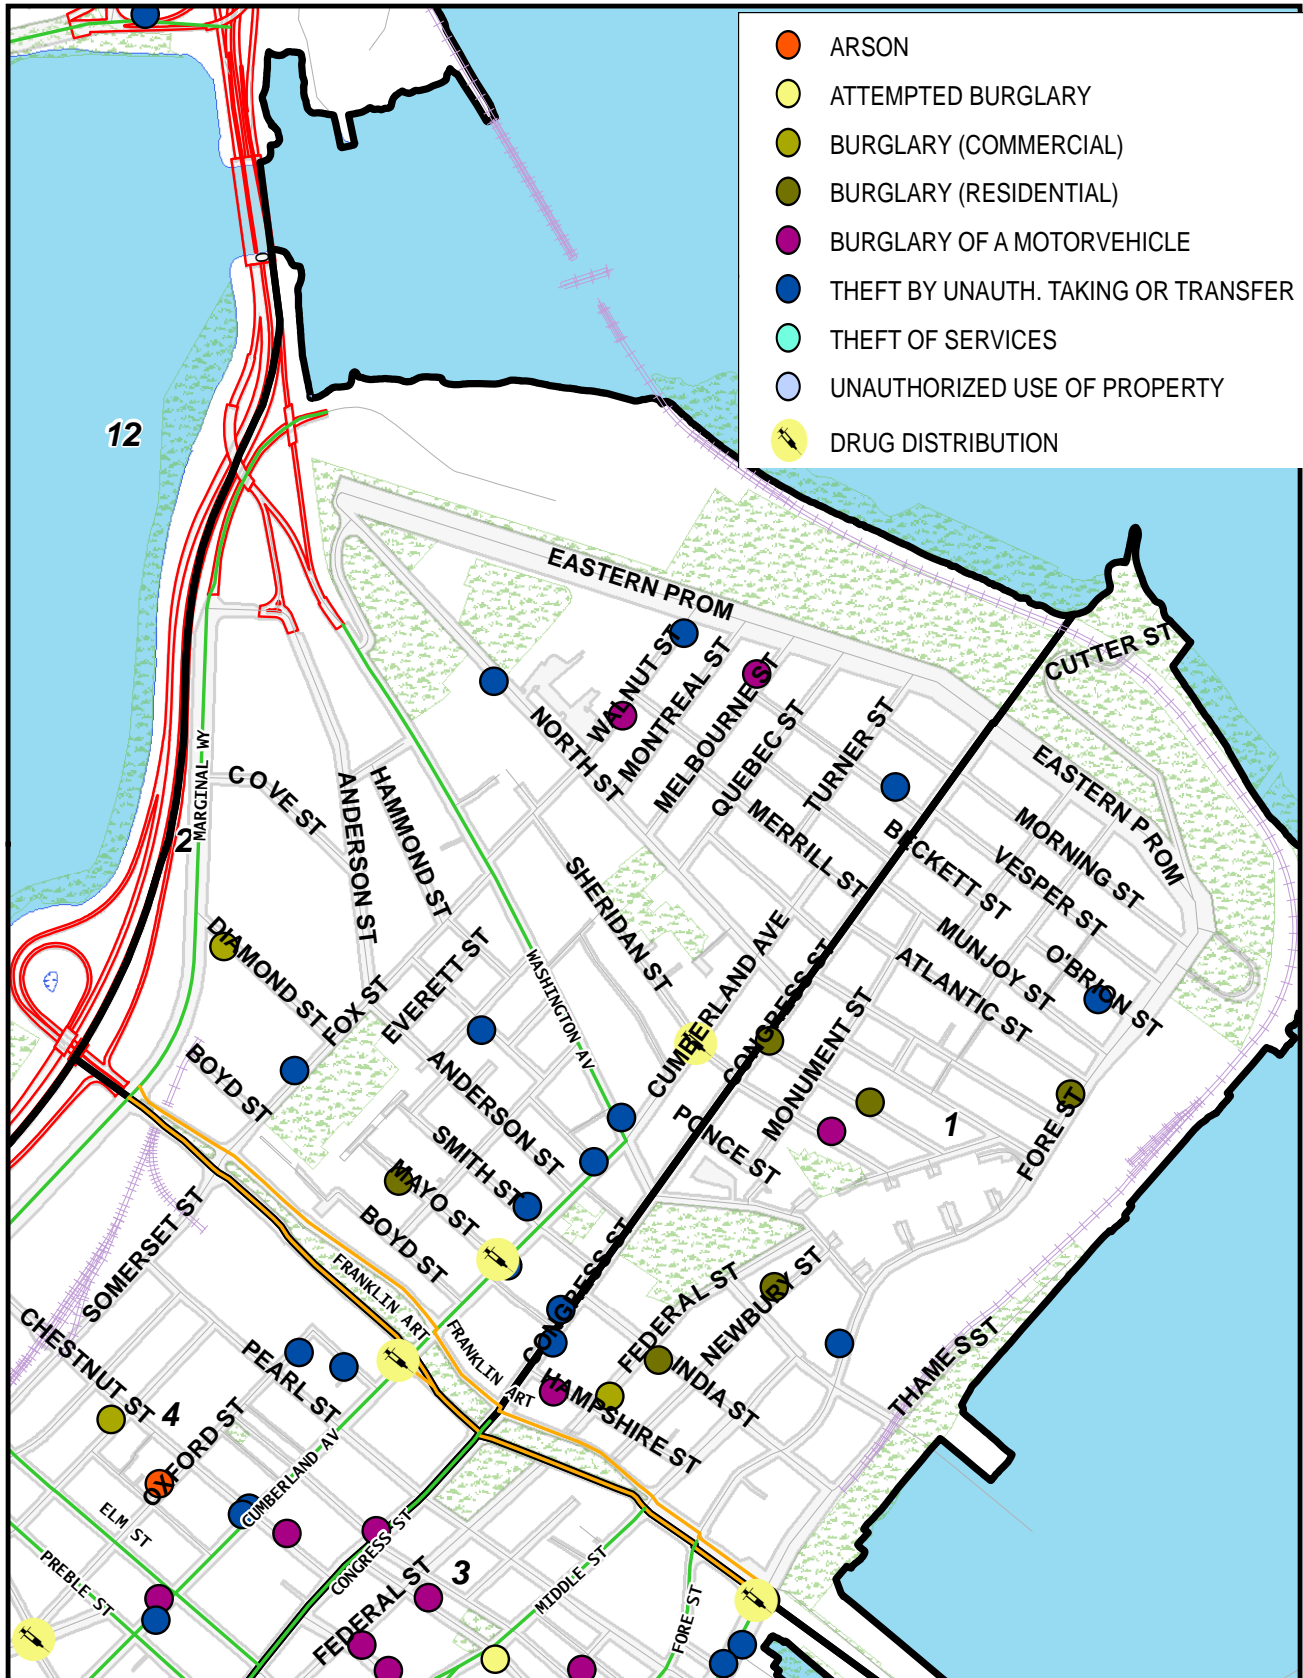 ARSON
ATTEMPTED BURGLARY
BURGLARY (COMMERCIAL)
BURGLARY (RESIDENTIAL)
BURGLARY OF A MOTORVEHICLE
THEFT BY UNAUTH. TAKING OR TRANSFER
THEFT OF SERVICES
UNAUTHORIZED USE OF PROPERTY
DRUG DISTRIBUTION
0
12
EASTERN PROM
CUTTER ST
WALNUT ST
MONTREAL ST
MELBOURNE ST
NORTH ST
QUEBEC ST
TURNER ST
EASTERN PROM
MARGINAL WY
COVE ST
ANDERSON ST
HAMMOND ST
MERRILL ST
BECKETT ST
MORNING ST
VESPER ST
2
SHERIDAN ST
DIAMOND ST
FOX ST
EVERETT ST
WASHINGTON AV
CUMBERLAND AVE
CONGRESS ST
MUNJOY ST
ATLANTIC ST
O'BRION ST
MONUMENT ST
BOYD ST
ANDERSON ST
SMITH ST
PONCE ST
1
FORE ST
MAYO ST
BOYD ST
SOMERSET ST
FRANKLIN ART
FRANKLIN ART
CONGRESS ST
FEDERAL ST
NEWBURY ST
INDIA ST
HAMPSHIRE ST
THAMES ST
CHESTNUT ST
PEARL ST
4
OXFORD ST
CUMBERLAND AV
ELM ST
PREBLE ST
CONGRESS ST
FEDERAL ST
3
MIDDLE ST
FORE ST